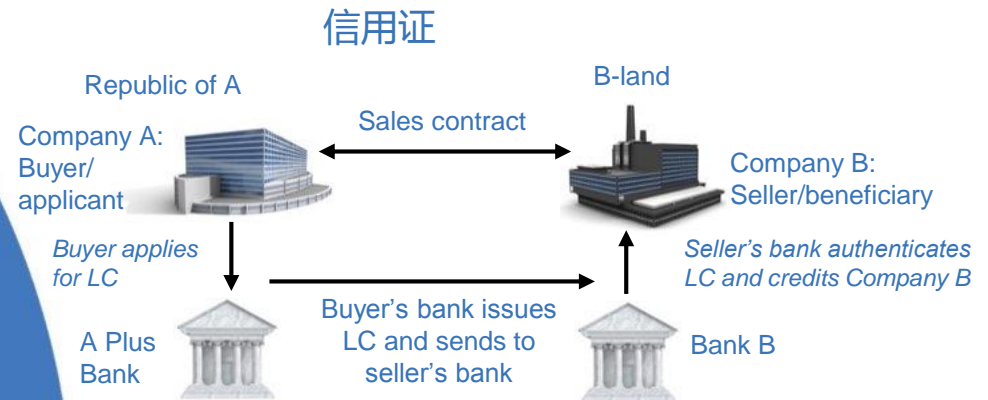 信用证
Republic of A
B-land
Company A:
Buyer/
applicant
Sales contract
Company B:
Seller/beneficiary
Buyer applies
for LC
Seller's bank authenticates
LC and credits Company B
A Plus
Bank
Buyer's bank issues
LC and sends to
seller's bank
Bank B